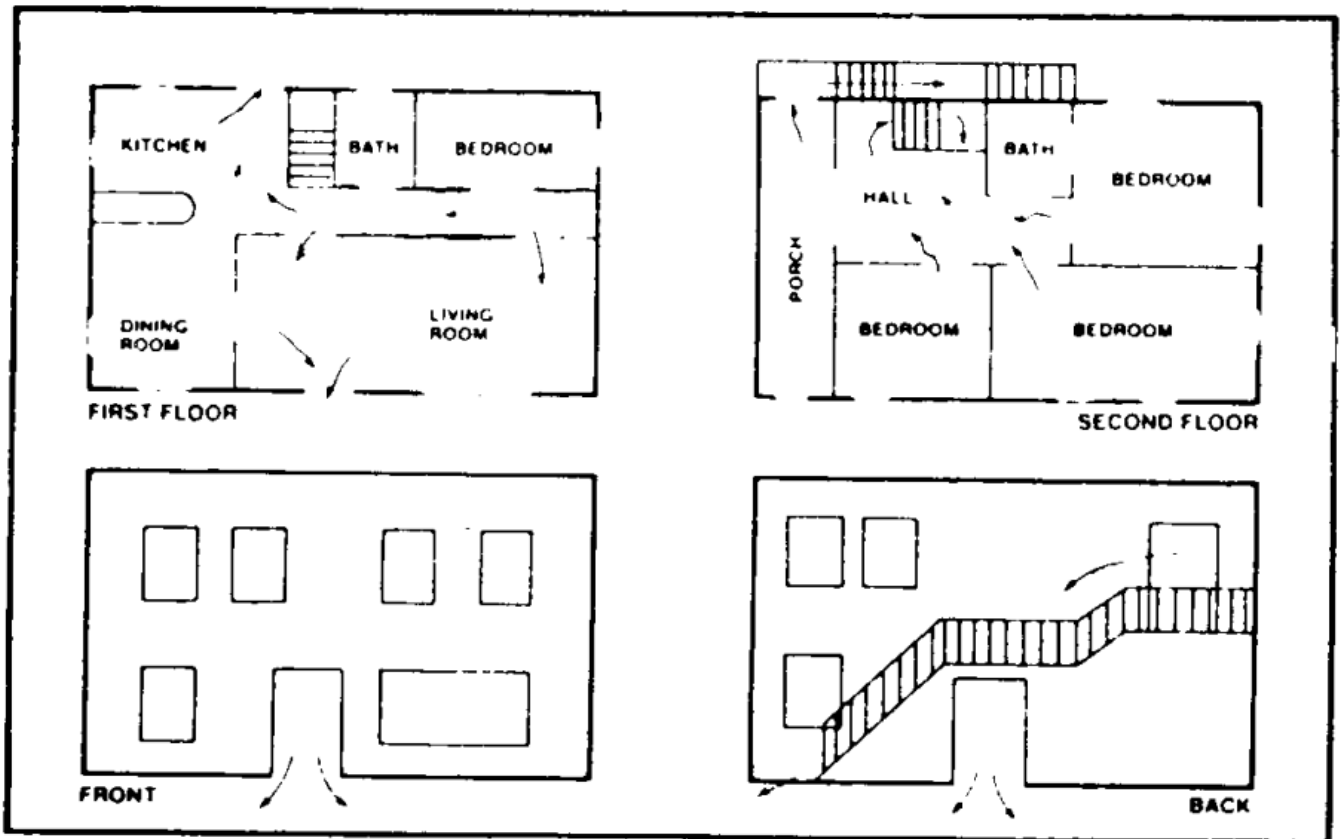 KITCHEN
BATH
BEDROOM
DINING
ROOM
LIVING
ROOM
FIRST FLOOR
BATH
BEDROOM
HALL
PORCH
BEDROOM
BEDROOM
SECOND FLOOR
FRONT
BACK